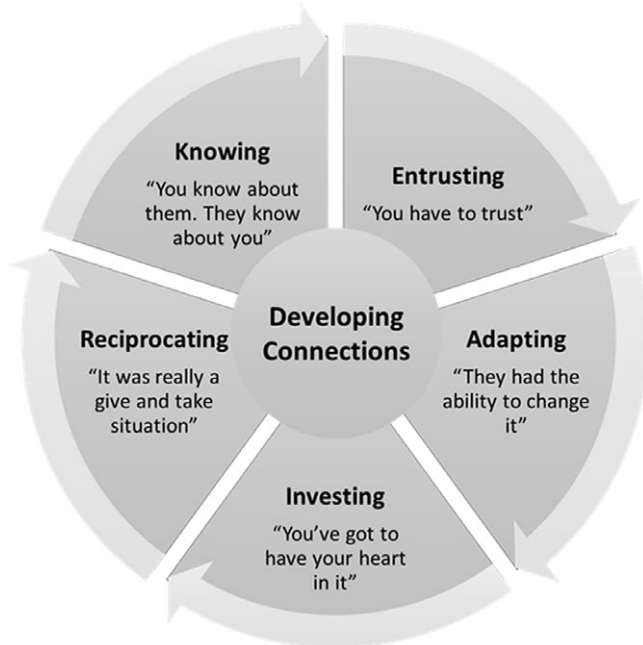 Knowing
“You know about
them. They know
about you”
Entrusting
“You have to trust”
Developing
Connections
Adapting
“They had the
ability to change
it”
Investing
“You’ve got to
have your heart
in it”
Reciprocating
“It was really a
give and take
situation”